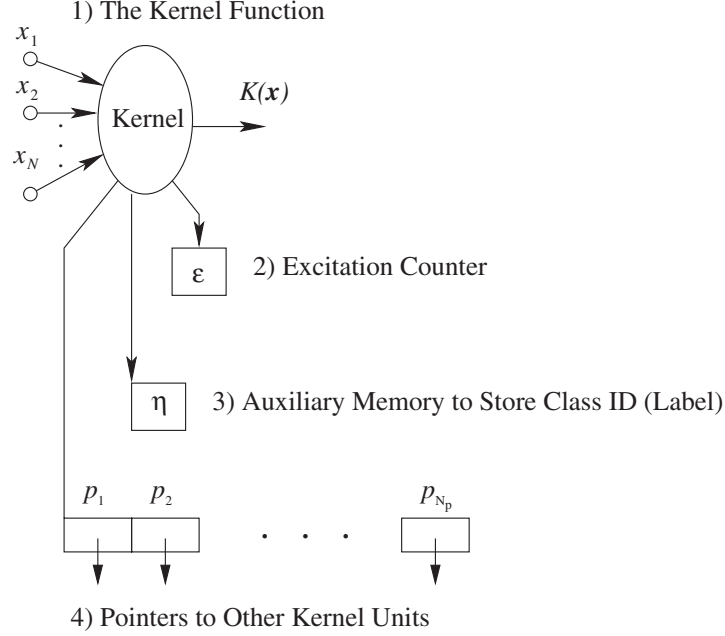 1) The Kernel Function
x1
x2
.
.
.
xN
Kernel
K(x)
ε
2) Excitation Counter
η
3) Auxiliary Memory to Store Class ID (Label)
p1 p2 . . . pNp
4) Pointers to Other Kernel Units